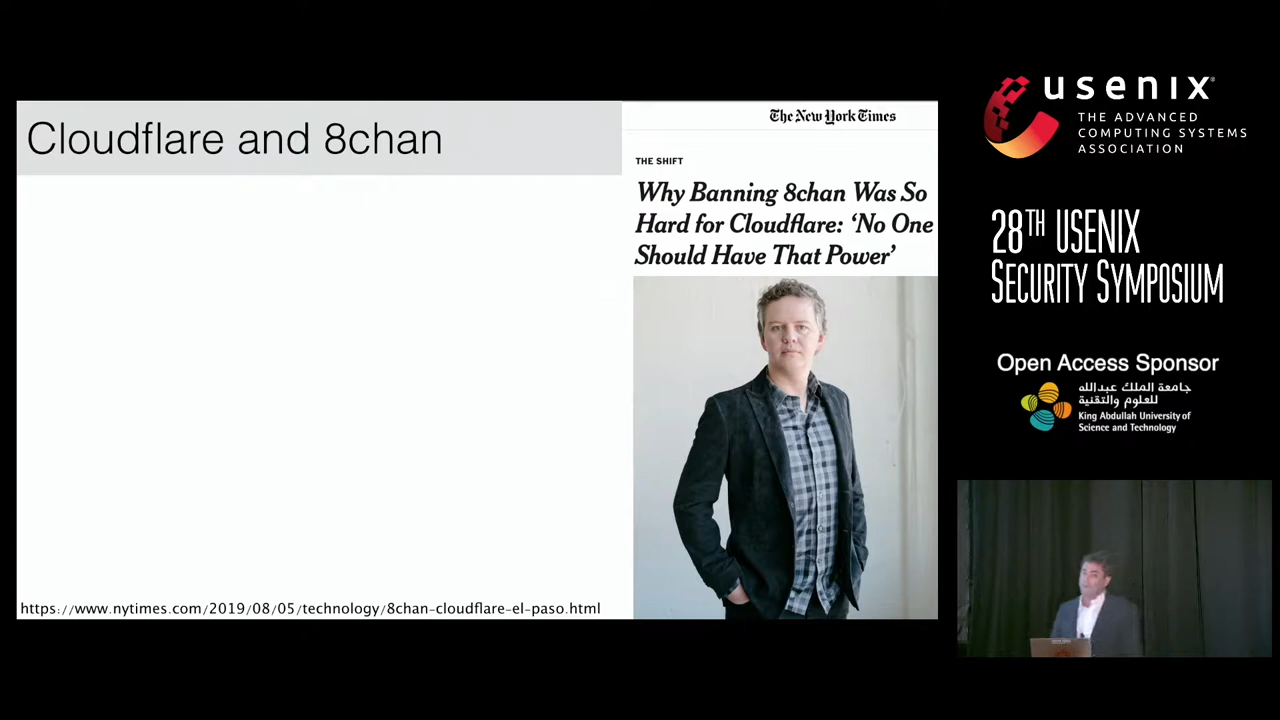 Cloudflare and 8chan
The New York Times
THE SHIFT
Why Banning 8chan Was So
Hard for Cloudflare: ‘No One
Should Have That Power’
https://www.nytimes.com/2019/08/05/technology/8chan-cloudflare-el-paso.html
usenix®
THE ADVANCED
COMPUTING SYSTEMS
ASSOCIATION
28TH USENIX
SECURITY SYMPOSIUM
Open Access Sponsor
جامعة الملك عبدالله
للعلوم والتقنية
King Abdullah University of
Science and Technology